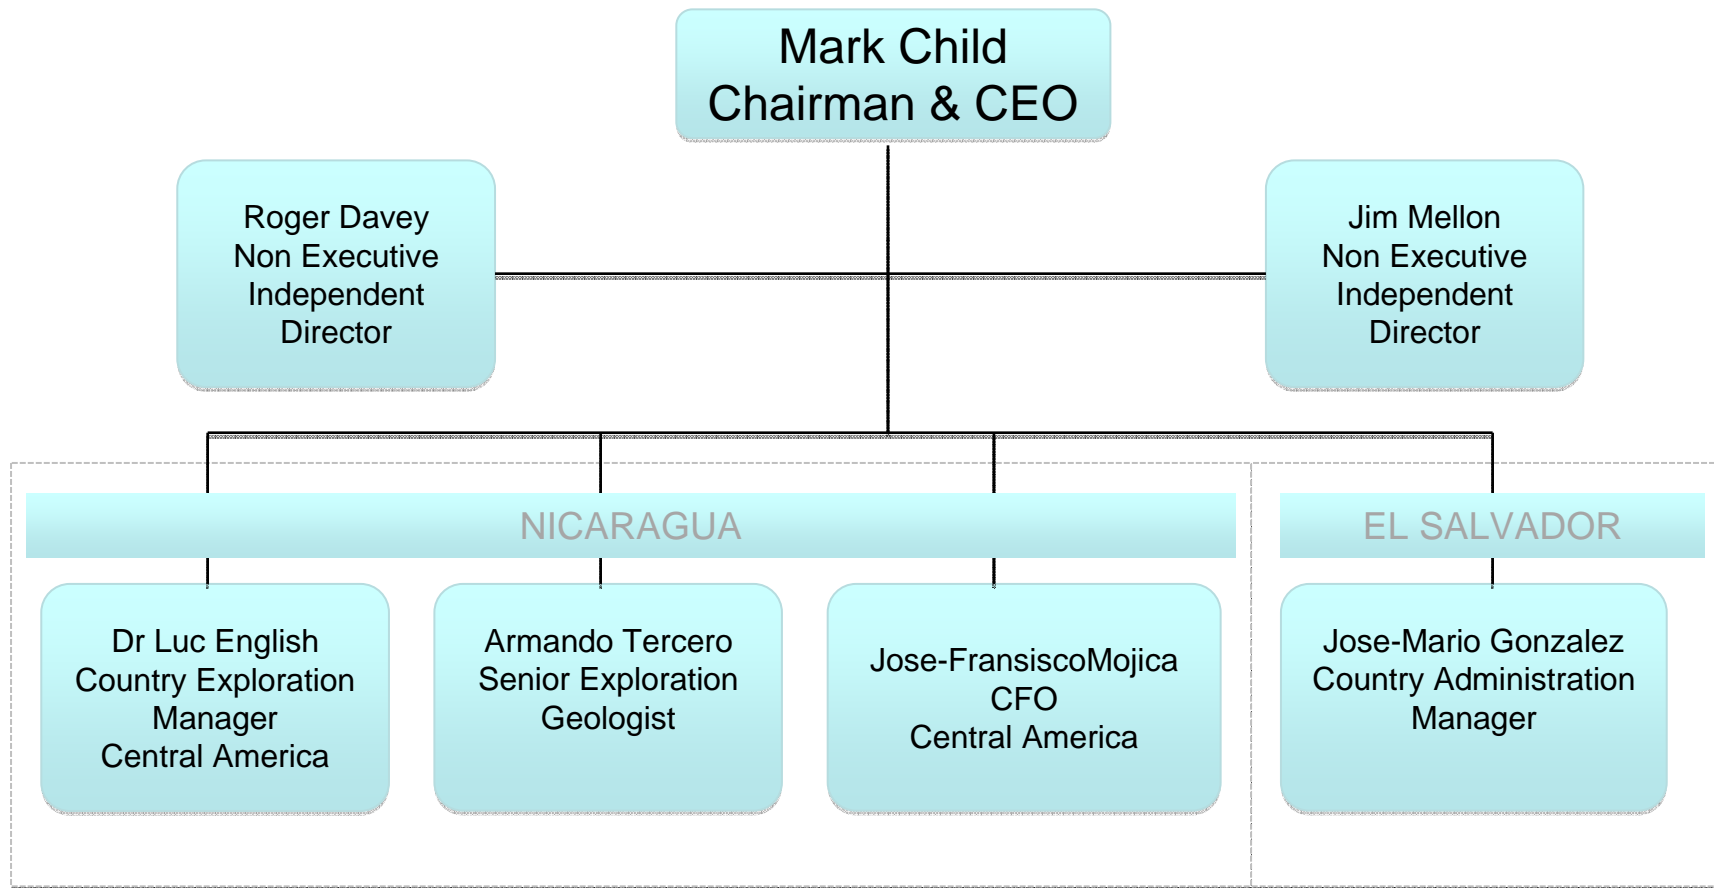 Mark Child
Chairman & CEO
Roger Davey
Non Executive
Independent
Director
Jim Mellon
Non Executive
Independent
Director
NICARAGUA
EL SALVADOR
Dr Luc English
Country Exploration
Manager
Central America
Armando Tercero
Senior Exploration
Geologist
Jose-FransiscoMojica
CFO
Central America
Jose-Mario Gonzalez
Country Administration
Manager